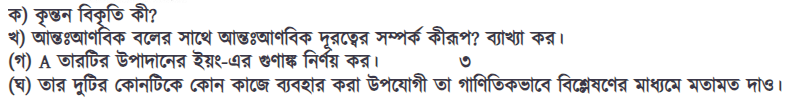 ক) কৃন্তন বিকৃতি কী?
খ) আন্তঃআণবিক বলের সাথে আন্তঃআণবিক দূরত্বের সম্পর্ক কীরূপ? ব্যাখ্যা কর।
(গ) A তারটির উপাদানের ইয়ং-এর গুণাঙ্ক নির্ণয় কর। ৩
(ঘ) তার দুটির কোনটিকে কোন কাজে ব্যবহার করা উপযোগী তা গাণিতিকভাবে বিশ্লেষণের মাধ্যমে মতামত দাও।